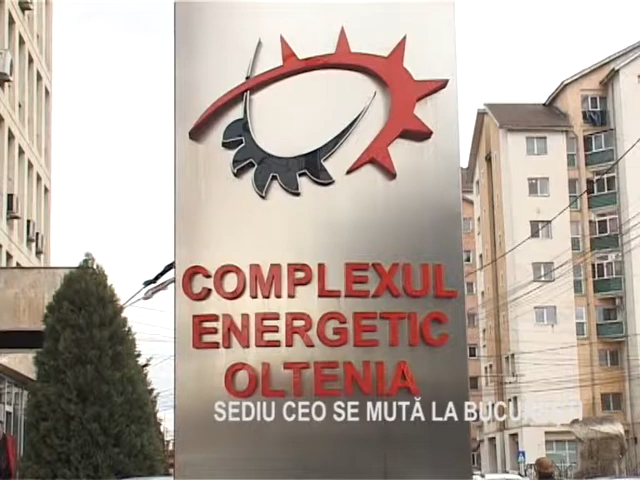 COMPLEXUL
ENERGETIC
OLTENIA
SEDIU CEO SE MUTĂ LA